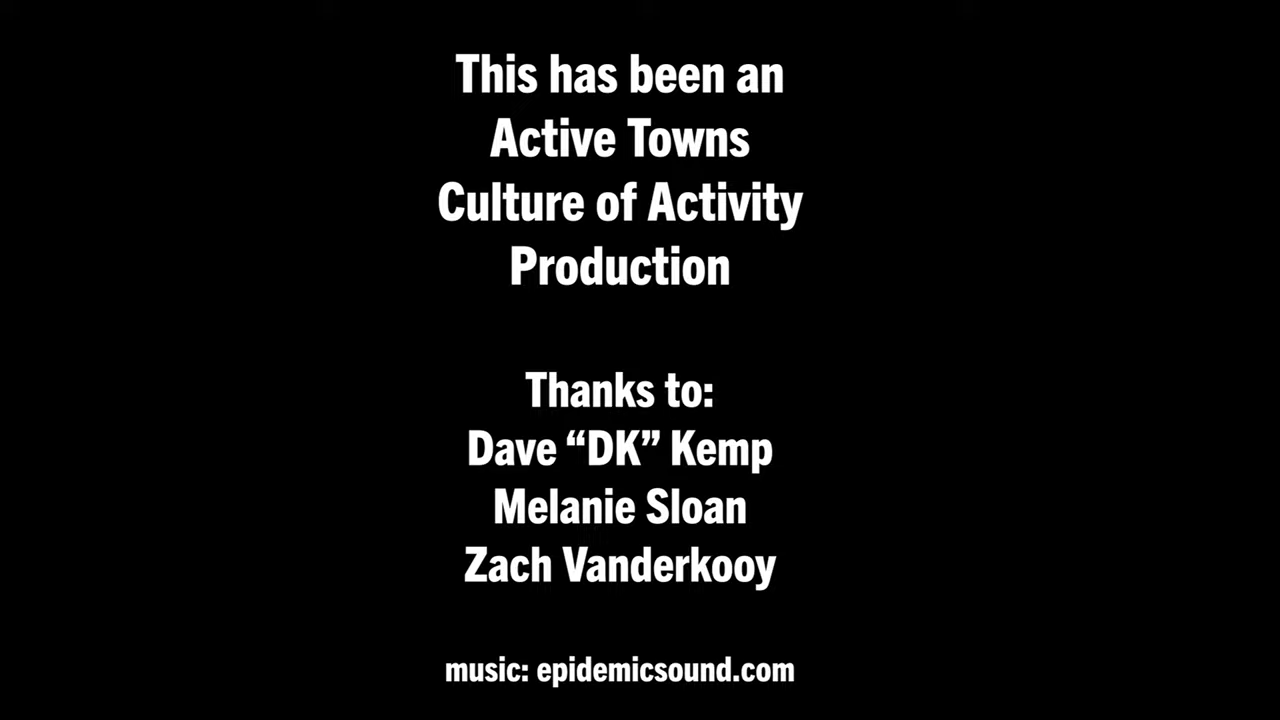 This has been an
Active Towns
Culture of Activity
Production
Thanks to:
Dave “DK” Kemp
Melanie Sloan
Zach Vanderkooy
music: epidemicsound.com